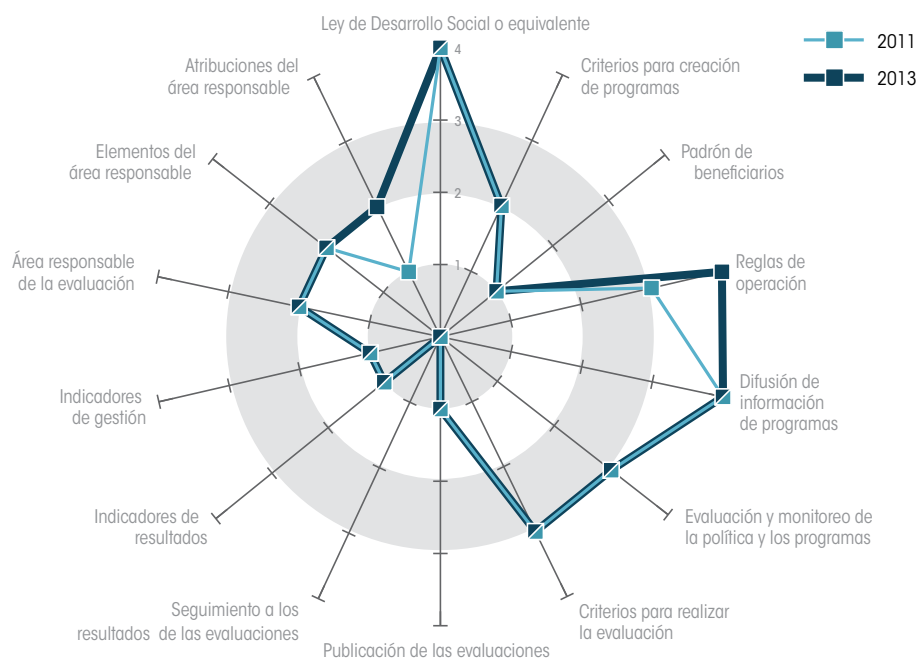 Ley de Desarrollo Social o equivalente
4
3
2
1
2011
2013
Criterios para creación
de programas
Padrón de
beneficiarios
Reglas de
operación
Difusión de
información
de programas
Evaluación y monitoreo de
la política y los programas
Criterios para realizar
la evaluación
Publicación de las evaluaciones
Seguimiento a los
resultados de las evaluaciones
Indicadores de
resultados
Indicadores
de gestión
Área responsable
de la evaluación
Elementos del
área responsable
Atribuciones del
área responsable